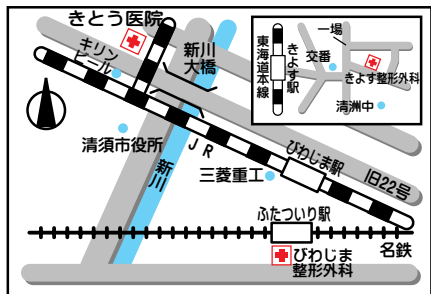 きとう医院
キリン
ビール
新川
大橋
清須市役所
JR
新川
三菱重工
びわじま駅
旧22号
ふたついり駅
名鉄
びわじま
整形外科
一場
交番
東海道本線
きよす駅
きよす整形外科
清洲中